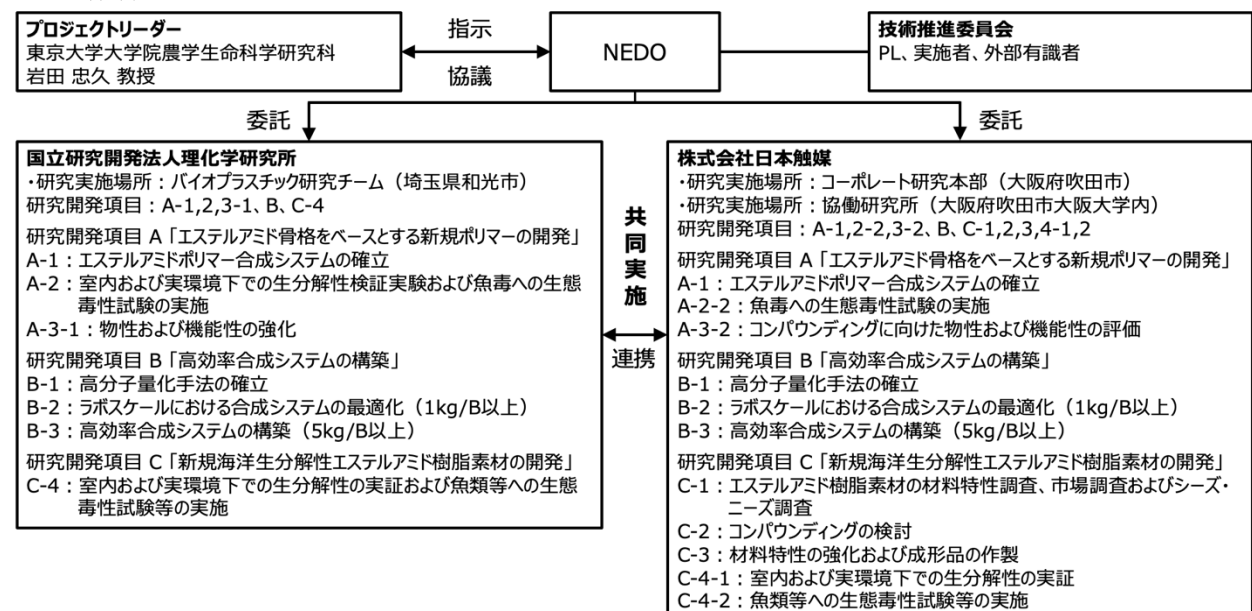 プロジェクトリーダー
東京大学大学院農学生命科学研究科
岩田 忠久 教授
指示
協議
NEDO
技術推進委員会
PL、実施者、外部有識者
委託
委託
国立研究開発法人理化学研究所
・研究実施場所：バイオプラスチック研究チーム（埼玉県和光市）
研究開発項目：A-1,2,3-1、B、C-4
研究開発項目 A「エステルアミド骨格をベースとする新規ポリマーの開発」
A-1：エステルアミドポリマー合成システムの確立
A-2：室内および実環境下での生分解性検証実験および魚毒への生態
毒性試験の実施
A-3-1：物性および機能性の強化
研究開発項目 B「高効率合成システムの構築」
B-1：高分子量化手法の確立
B-2：ラボスケールにおける合成システムの最適化（1kg/B以上）
B-3：高効率合成システムの構築（5kg/B以上）
研究開発項目 C「新規海洋生分解性エステルアミド樹脂素材の開発」
C-4：室内および実環境下での生分解性の実証および魚類等への生態
毒性試験等の実施
共同実施
連携
株式会社日本触媒
・研究実施場所：コーポレート研究本部（大阪府吹田市）
・研究実施場所：協働研究所（大阪府吹田市大阪大学内）
研究開発項目：A-1,2-2,3-2、B、C-1,2,3,4-1,2
研究開発項目 A「エステルアミド骨格をベースとする新規ポリマーの開発」
A-1：エステルアミドポリマー合成システムの確立
A-2-2：魚毒への生態毒性試験の実施
A-3-2：コンパウンディングに向けた物性および機能性の評価
研究開発項目 B「高効率合成システムの構築」
B-1：高分子量化手法の確立
B-2：ラボスケールにおける合成システムの最適化（1kg/B以上）
B-3：高効率合成システムの構築（5kg/B以上）
研究開発項目 C「新規海洋生分解性エステルアミド樹脂素材の開発」
C-1：エステルアミド樹脂素材の材料特性調査、市場調査およびシーズ・
ニーズ調査
C-2：コンパウンディングの検討
C-3：材料特性の強化および成形品の作製
C-4-1：室内および実環境下での生分解性の実証
C-4-2：魚類等への生態毒性試験等の実施